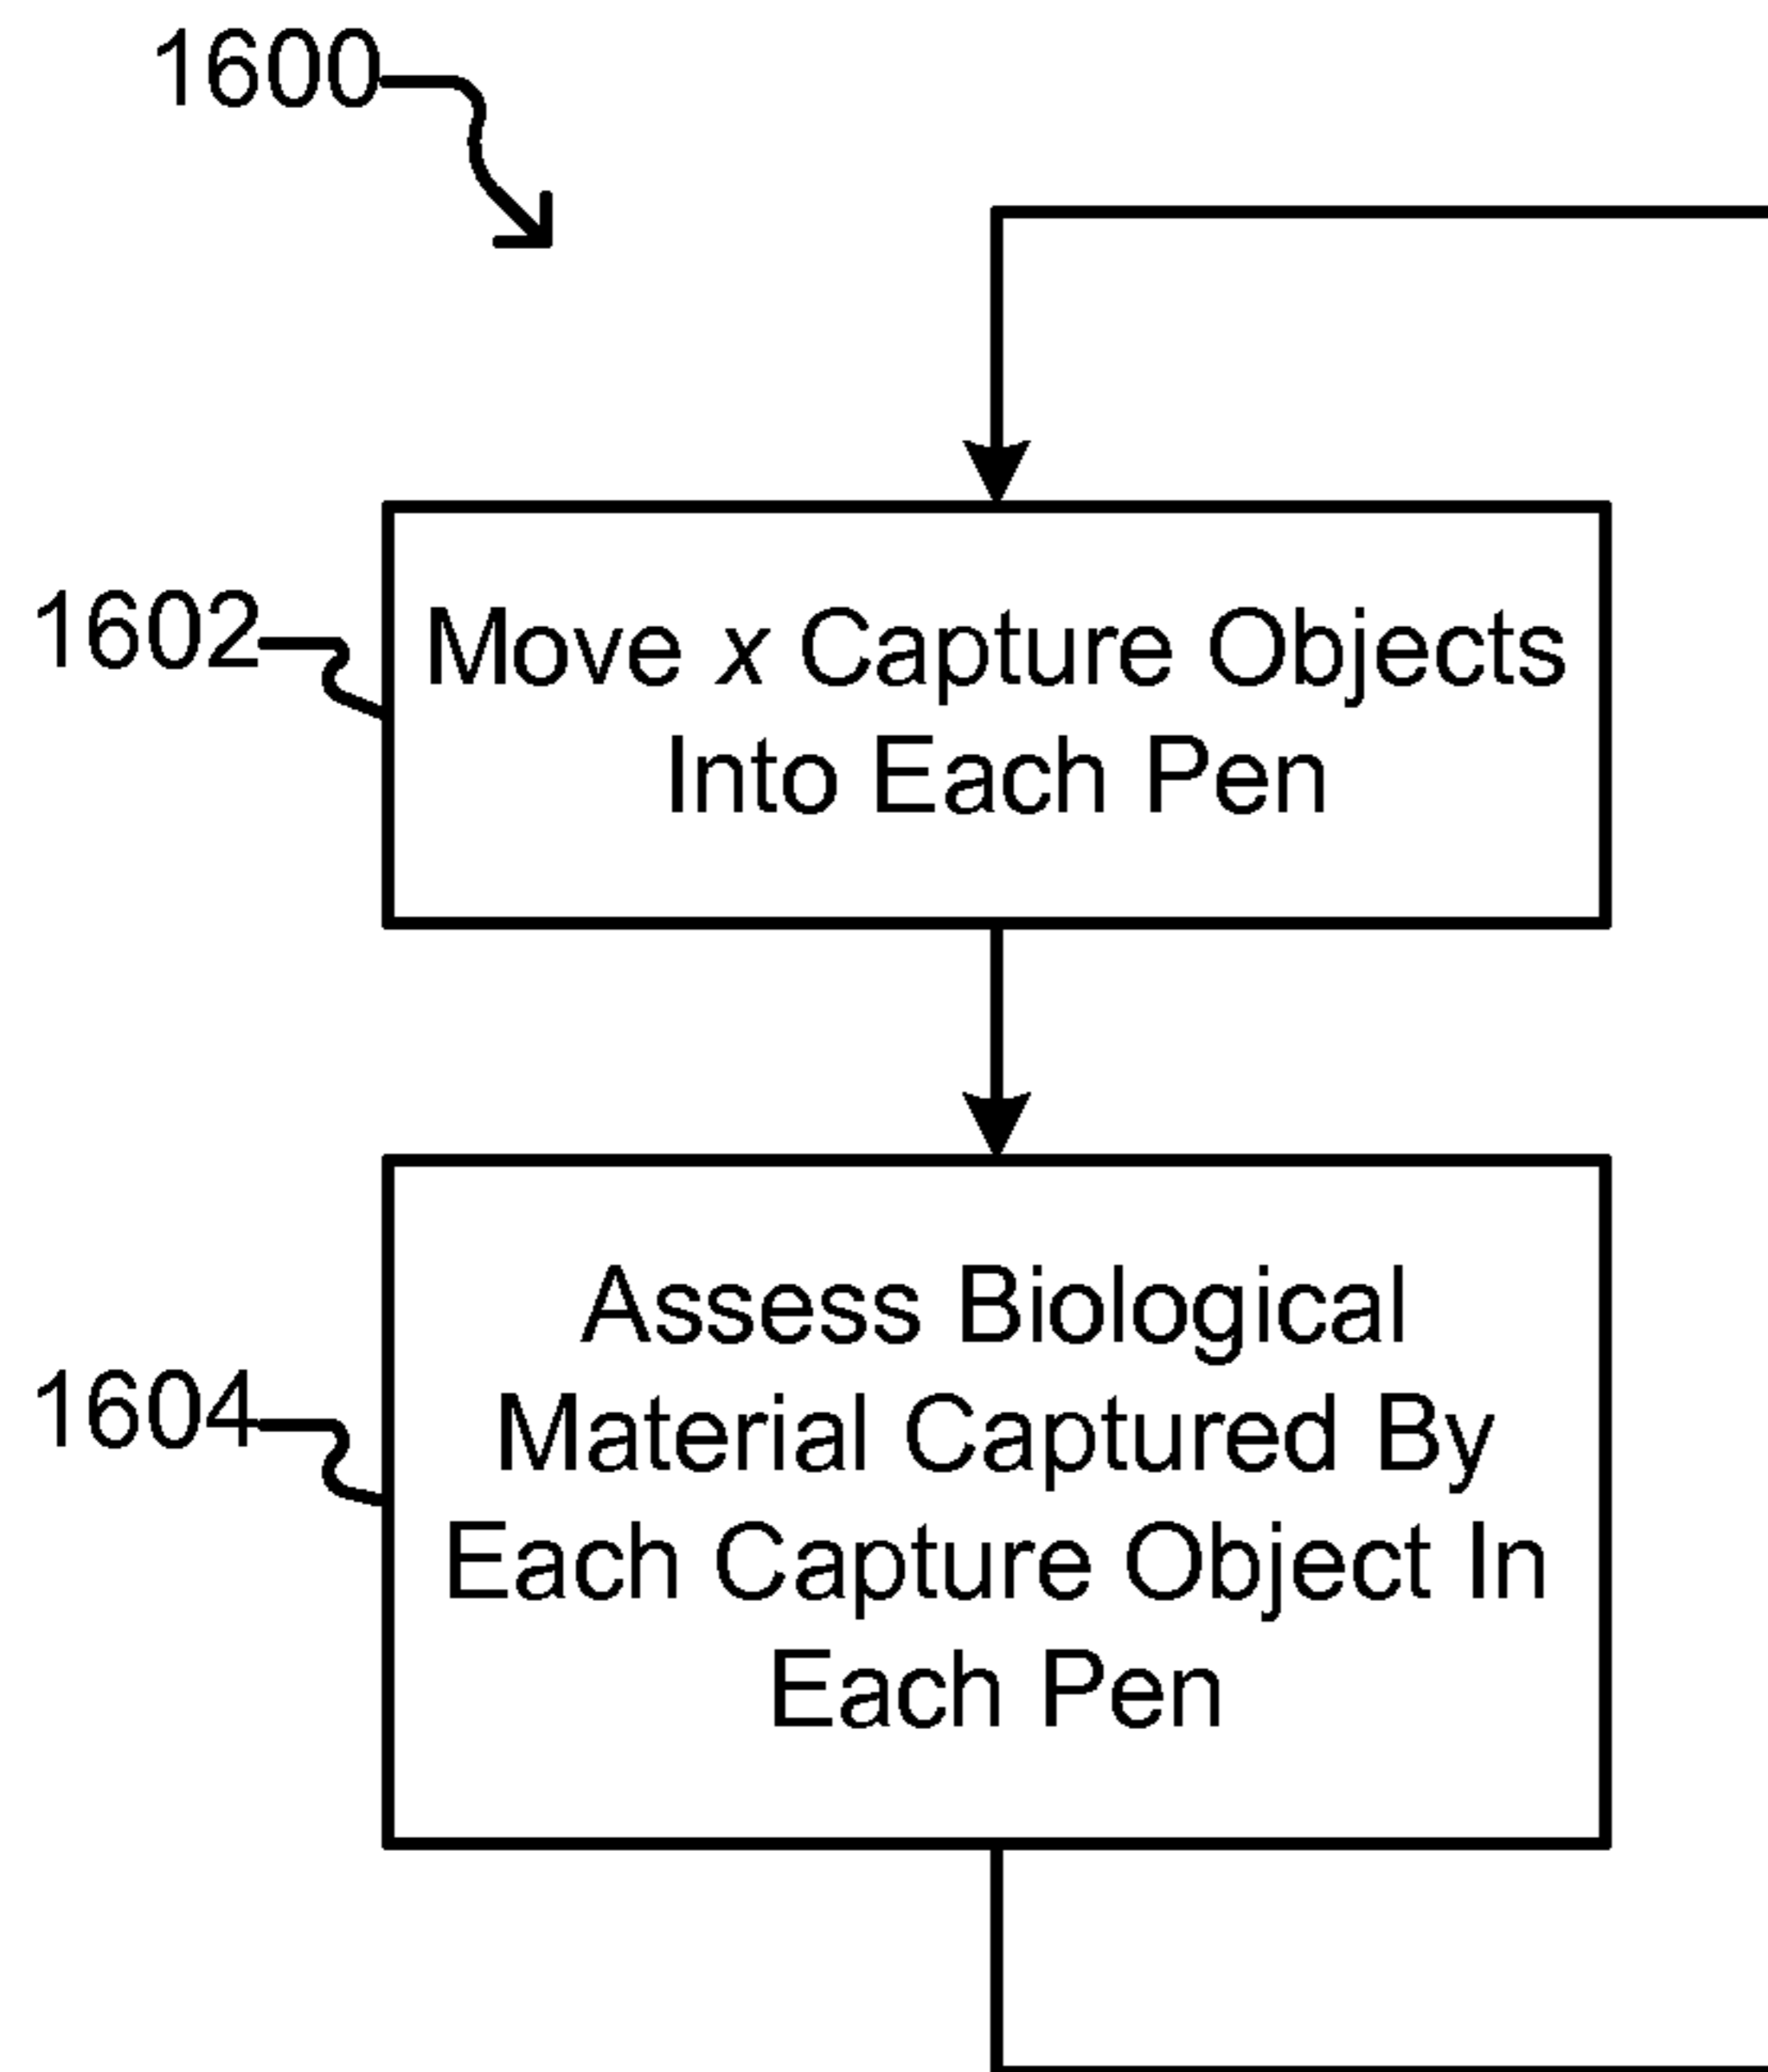 1600
1602
Move x Capture Objects
Into Each Pen
1604
Assess Biological
Material Captured By
Each Capture Object In
Each Pen